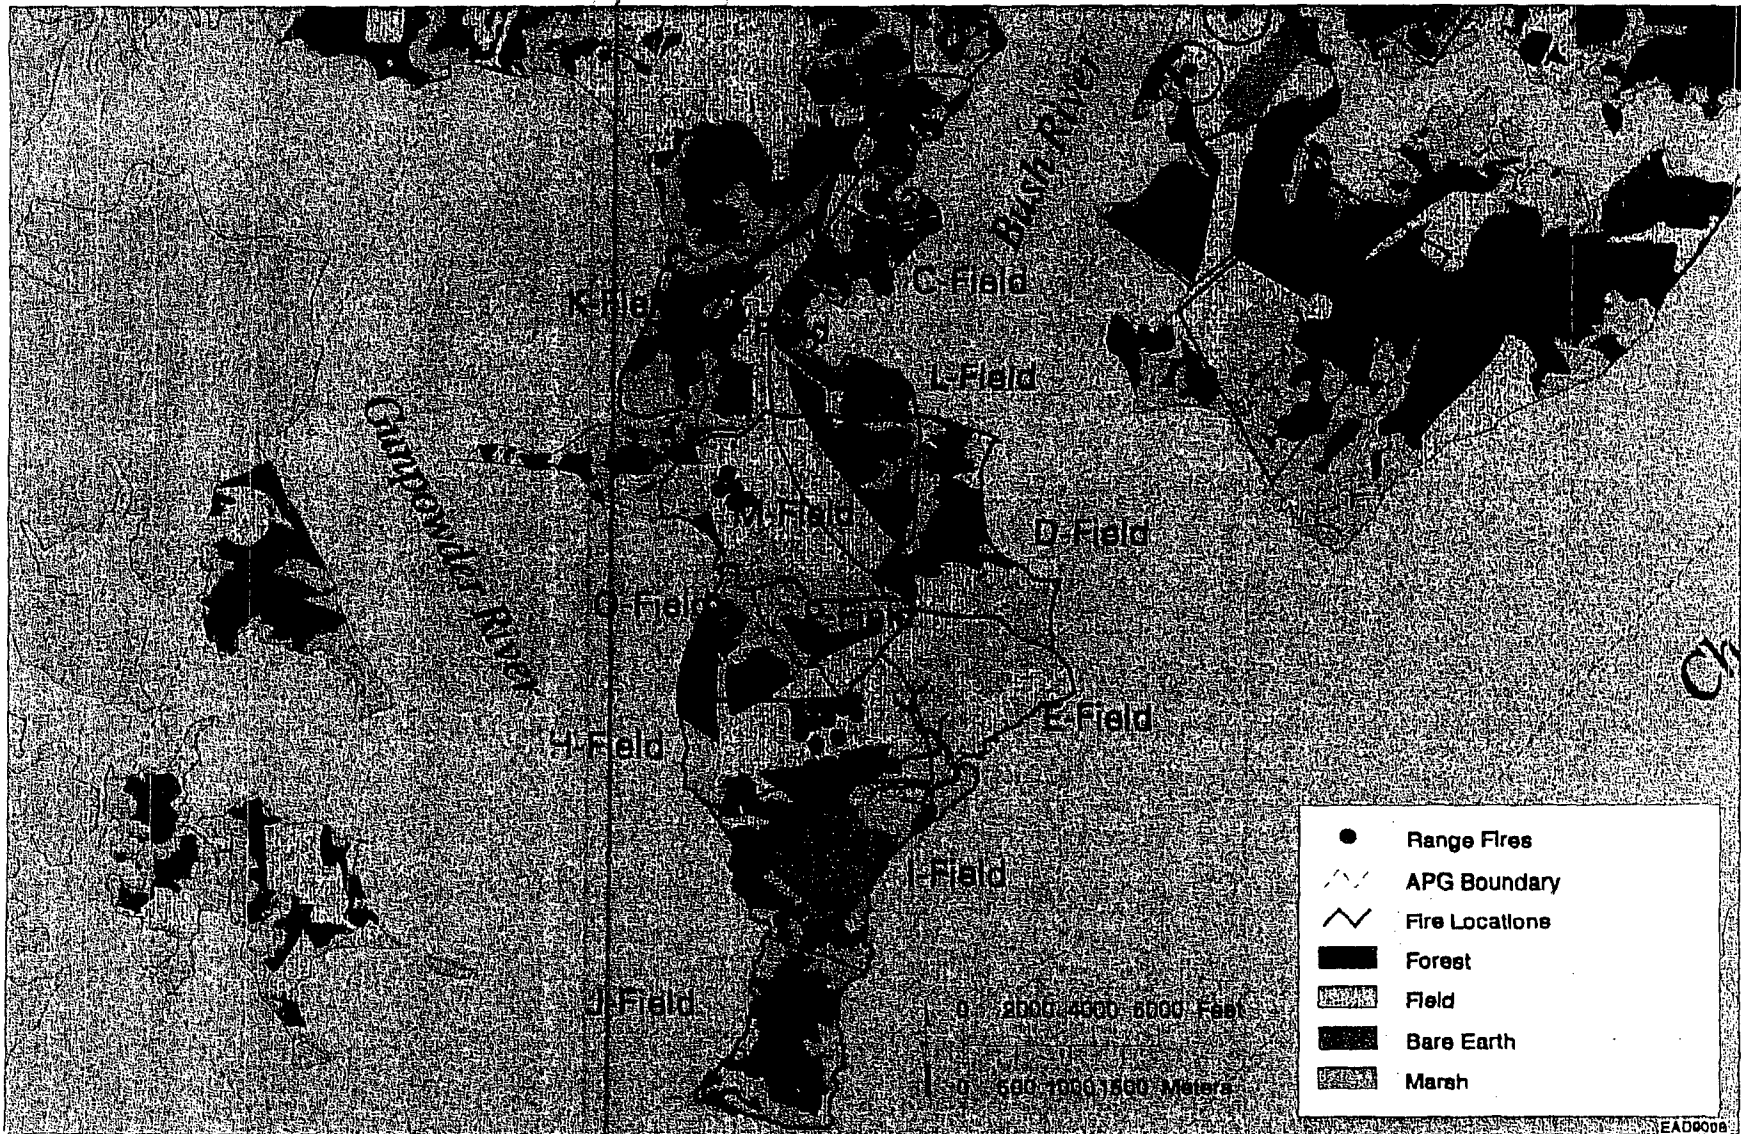 Bush River
C-Field
L-Field
Gunpowder River
M-Field
D-Field
O-Field
E-Field
H-Field
I-Field
J-Field
0 2000 4000 6000 Feet
0 500 1000 1500 Meters
Range Fires
APG Boundary
Fire Locations
Forest
Field
Bare Earth
Marsh